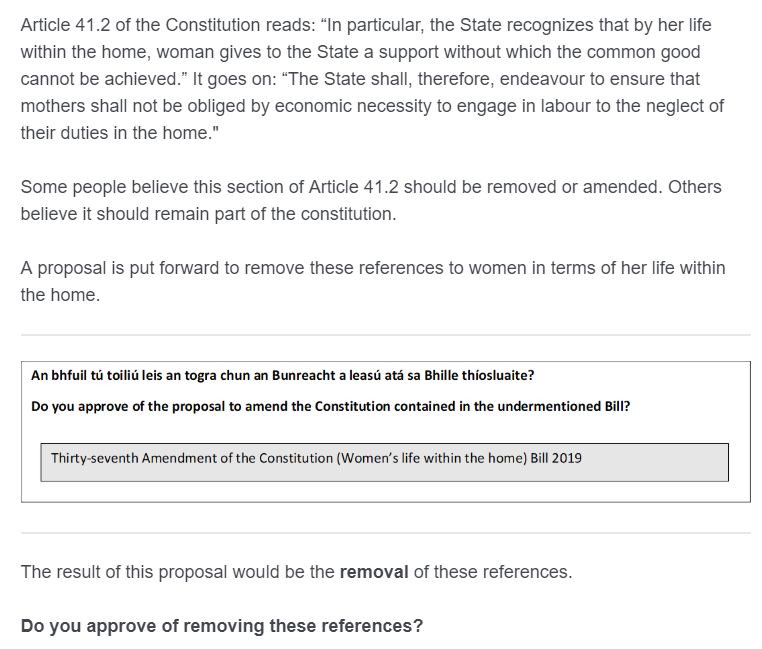 Article 41.2 of the Constitution reads: “In particular, the State recognizes that by her life
within the home, woman gives to the State a support without which the common good
cannot be achieved.” It goes on: “The State shall, therefore, endeavour to ensure that
mothers shall not be obliged by economic necessity to engage in labour to the neglect of
their duties in the home."
Some people believe this section of Article 41.2 should be removed or amended. Others
believe it should remain part of the constitution.
A proposal is put forward to remove these references to women in terms of her life within
the home.
An bhfuil tú toiliú leis an togra chun an Bunreacht a leasú atá sa Bhille thíosluaite?
Do you approve of the proposal to amend the Constitution contained in the undermentioned Bill?
Thirty-seventh Amendment of the Constitution (Women’s life within the home) Bill 2019
The result of this proposal would be the removal of these references.
Do you approve of removing these references?